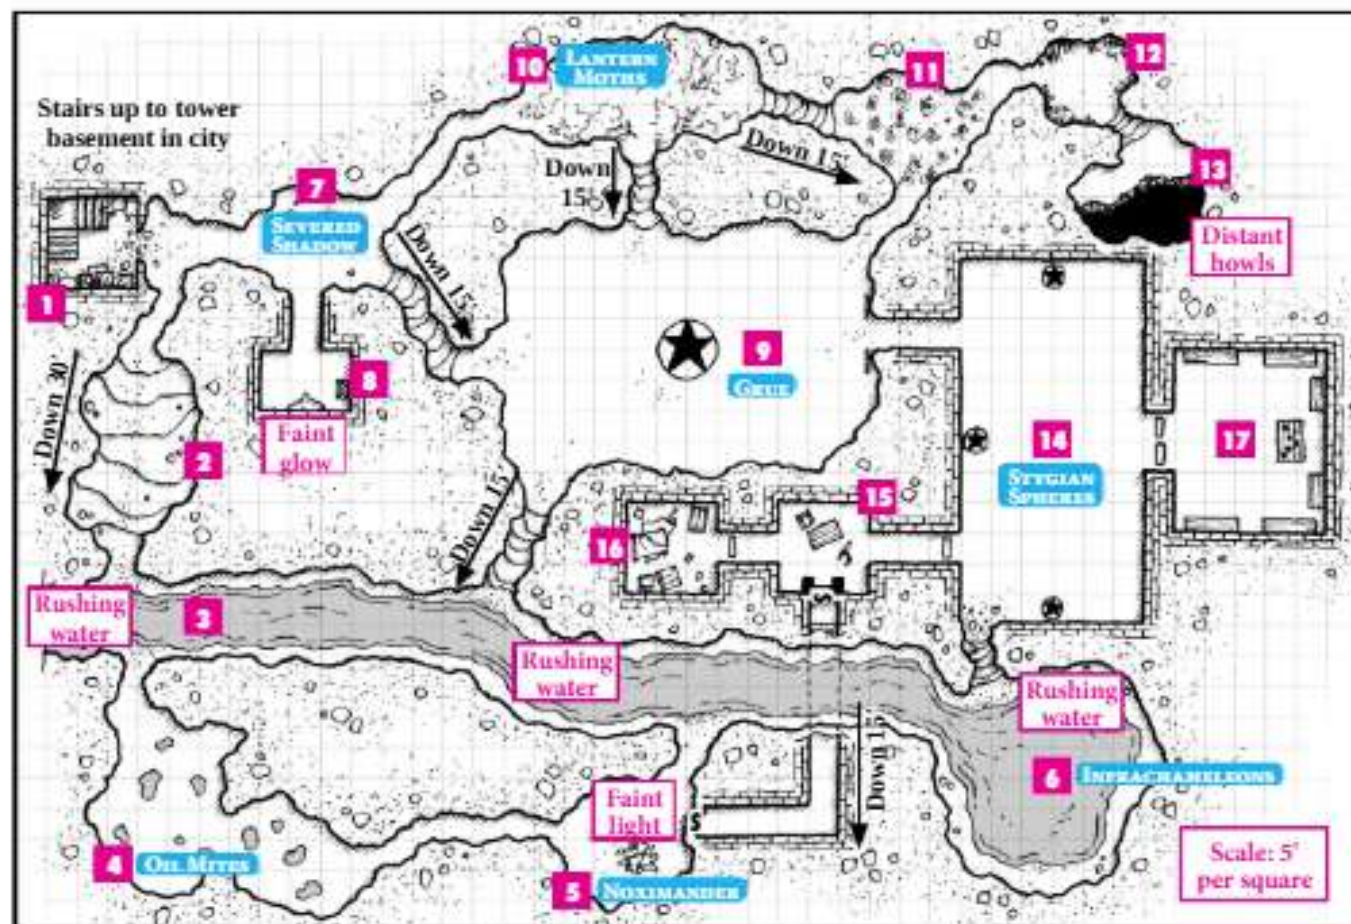 10
LANTERN
MOTHS
11
12
Stairs up to tower
basement in city
Down
15'
Down 15'
13
7
SEVERED
SHADOW
Distant
howls
1
Down 15'
9
GRUE
8
Down 30'
Faint
glow
2
14
STYGIAN
SPHERES
17
15
Down 15'
16
S
Rushing
water
3
Rushing
water
Rushing
water
Down 15'
6
INFRACHAMELEONS
Faint
light
S
4
OIL MITES
5
NOXIMANDER
Scale: 5'
per square